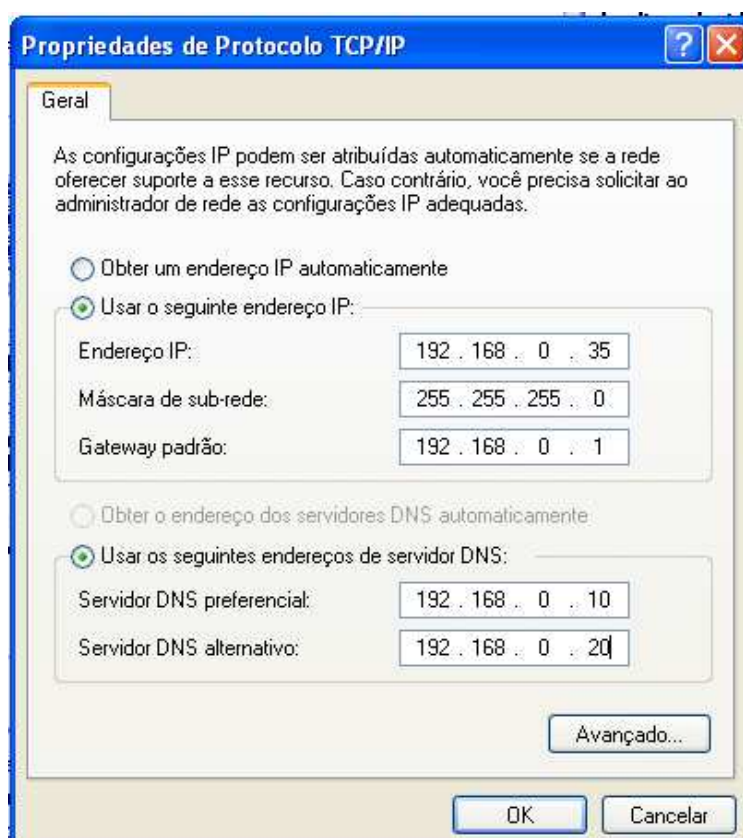 Propriedades de Protocolo TCP/IP
Geral
As configurações IP podem ser atribuídas automaticamente se a rede
oferecer suporte a esse recurso. Caso contrário, você precisa solicitar ao
administrador de rede as configurações IP adequadas.
Obter um endereço IP automaticamente
Usar o seguinte endereço IP:
Endereço IP: 192 . 168 . 0 . 35
Máscara de sub-rede: 255 . 255 . 255 . 0
Gateway padrão: 192 . 168 . 0 . 1
Obter o endereço dos servidores DNS automaticamente
Usar os seguintes endereços de servidor DNS:
Servidor DNS preferencial: 192 . 168 . 0 . 10
Servidor DNS alternativo: 192 . 168 . 0 . 20
Avançado...
OK Cancelar